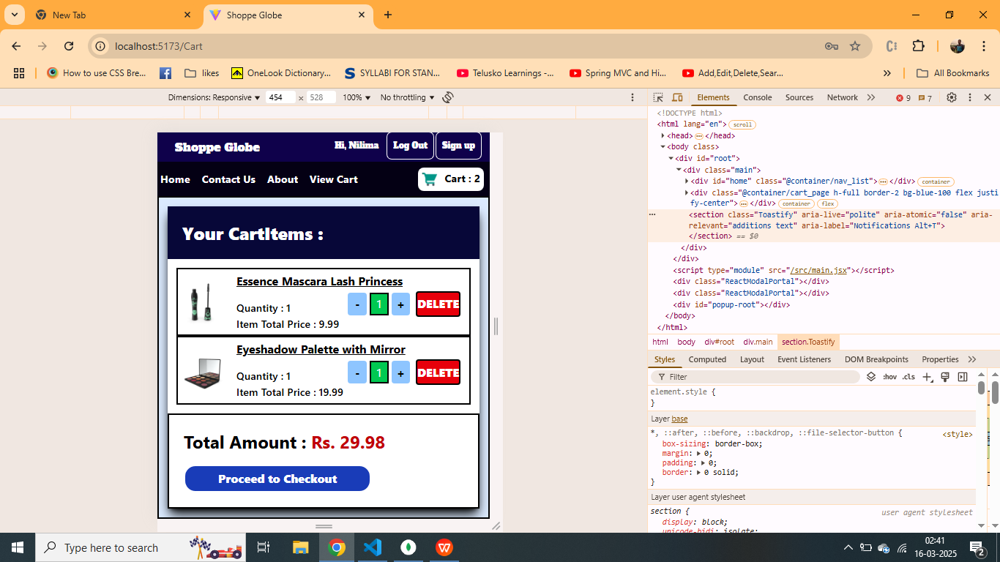 New Tab
Shoppe Globe
localhost:5173/Cart
How to use CSS Bre...
likes
OneLook Dictionary...
SYLLABI FOR STAN...
Telusko Learnings -...
Spring MVC and Hi...
Add,Edit,Delete,Sear...
»
All Bookmarks
Dimensions: Responsive 454 × 528 100% No throttling
Elements Console Sources Network » 9 7
Shoppe Globe
Hi, Nilima
Log Out
Sign up
Home
Contact Us
About
View Cart
Cart : 2
Your CartItems :
Essence Mascara Lash Princess
Quantity : 1
- 1 +
DELETE
Item Total Price : 9.99
Eyeshadow Palette with Mirror
Quantity : 1
- 1 +
DELETE
Item Total Price : 19.99
Total Amount : Rs. 29.98
Proceed to Checkout
<!DOCTYPE html>
<html lang="en"> scroll
<head> ⋯ </head>
<body class>
<div id="root">
<div class="main">
<div id="home" class="@container/nav_list"> ⋯ </div> container
<div class="@container/cart_page h-full border-2 bg-blue-100 flex justi
fy-center"> ⋯ </div> container flex
<section class="Toastify" aria-live="polite" aria-atomic="false" aria-
relevant="additions text" aria-label="Notifications Alt+T">
</section> == $0
</div>
</div>
<script type="module" src="/src/main.jsx"></script>
<div class="ReactModalPortal"></div>
<div class="ReactModalPortal"></div>
<div id="popup-root"></div>
</body>
</html>
html body div#root div.main section.Toastify
Styles Computed Layout Event Listeners DOM Breakpoints Properties »
Filter :hov .cls
element.style {
}
Layer base
*, ::after, ::before, ::backdrop, ::file-selector-button { <style>
box-sizing: border-box;
margin: 0;
padding: 0;
border: 0 solid;
}
Layer user agent stylesheet
section { user agent stylesheet
display: block;
unicode-bidi: isolate;
Type here to search
02:41
16-03-2025
2